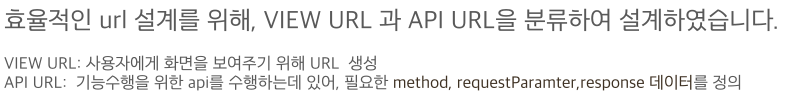 효율적인 url 설계를 위해, VIEW URL 과 API URL을 분류하여 설계하였습니다.
VIEW URL: 사용자에게 화면을 보여주기 위해 URL 생성
API URL: 기능수행을 위한 api를 수행하는데 있어, 필요한 method, requestParamter,response 데이터를 정의